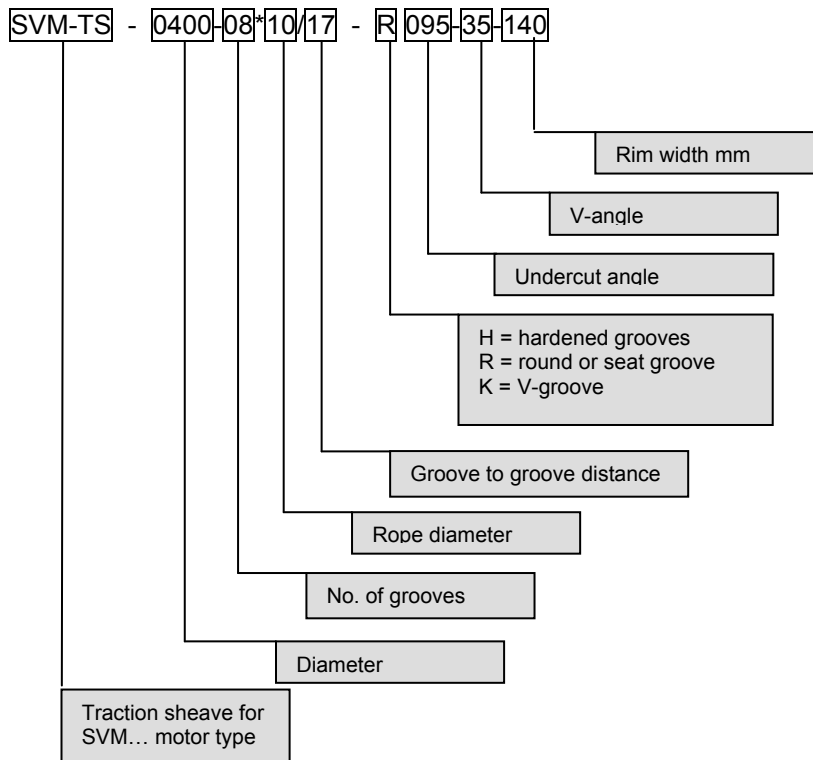 SVM-TS - 0400-08*10/17 - R 095-35-140
Rim width mm
V-angle
Undercut angle
H = hardened grooves
R = round or seat groove
K = V-groove
Groove to groove distance
Rope diameter
No. of grooves
Diameter
Traction sheave for
SVM... motor type